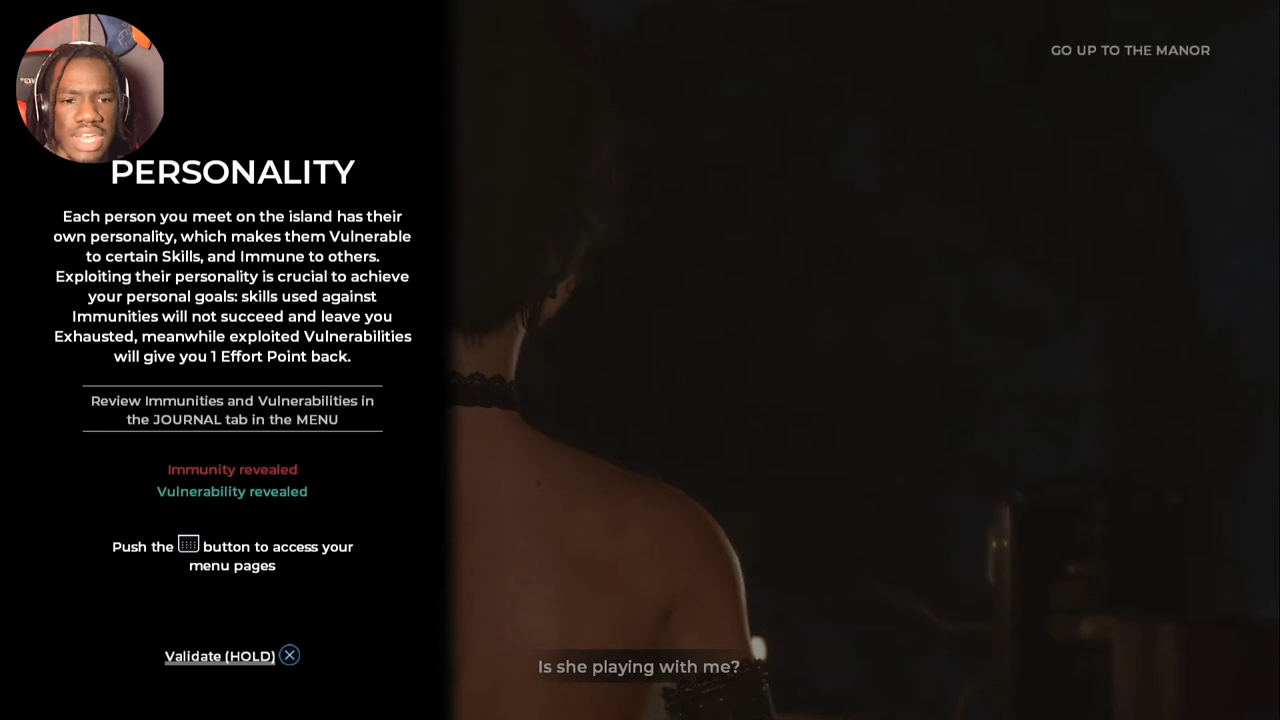 GO UP TO THE MANOR
PERSONALITY
Each person you meet on the island has their
own personality, which makes them Vulnerable
to certain Skills, and Immune to others.
Exploiting their personality is crucial to achieve
your personal goals: skills used against
Immunities will not succeed and leave you
Exhausted, meanwhile exploited Vulnerabilities
will give you 1 Effort Point back.
Review Immunities and Vulnerabilities in
the JOURNAL tab in the MENU
Immunity revealed
Vulnerability revealed
Push the button to access your
menu pages
Validate (HOLD)
Is she playing with me?